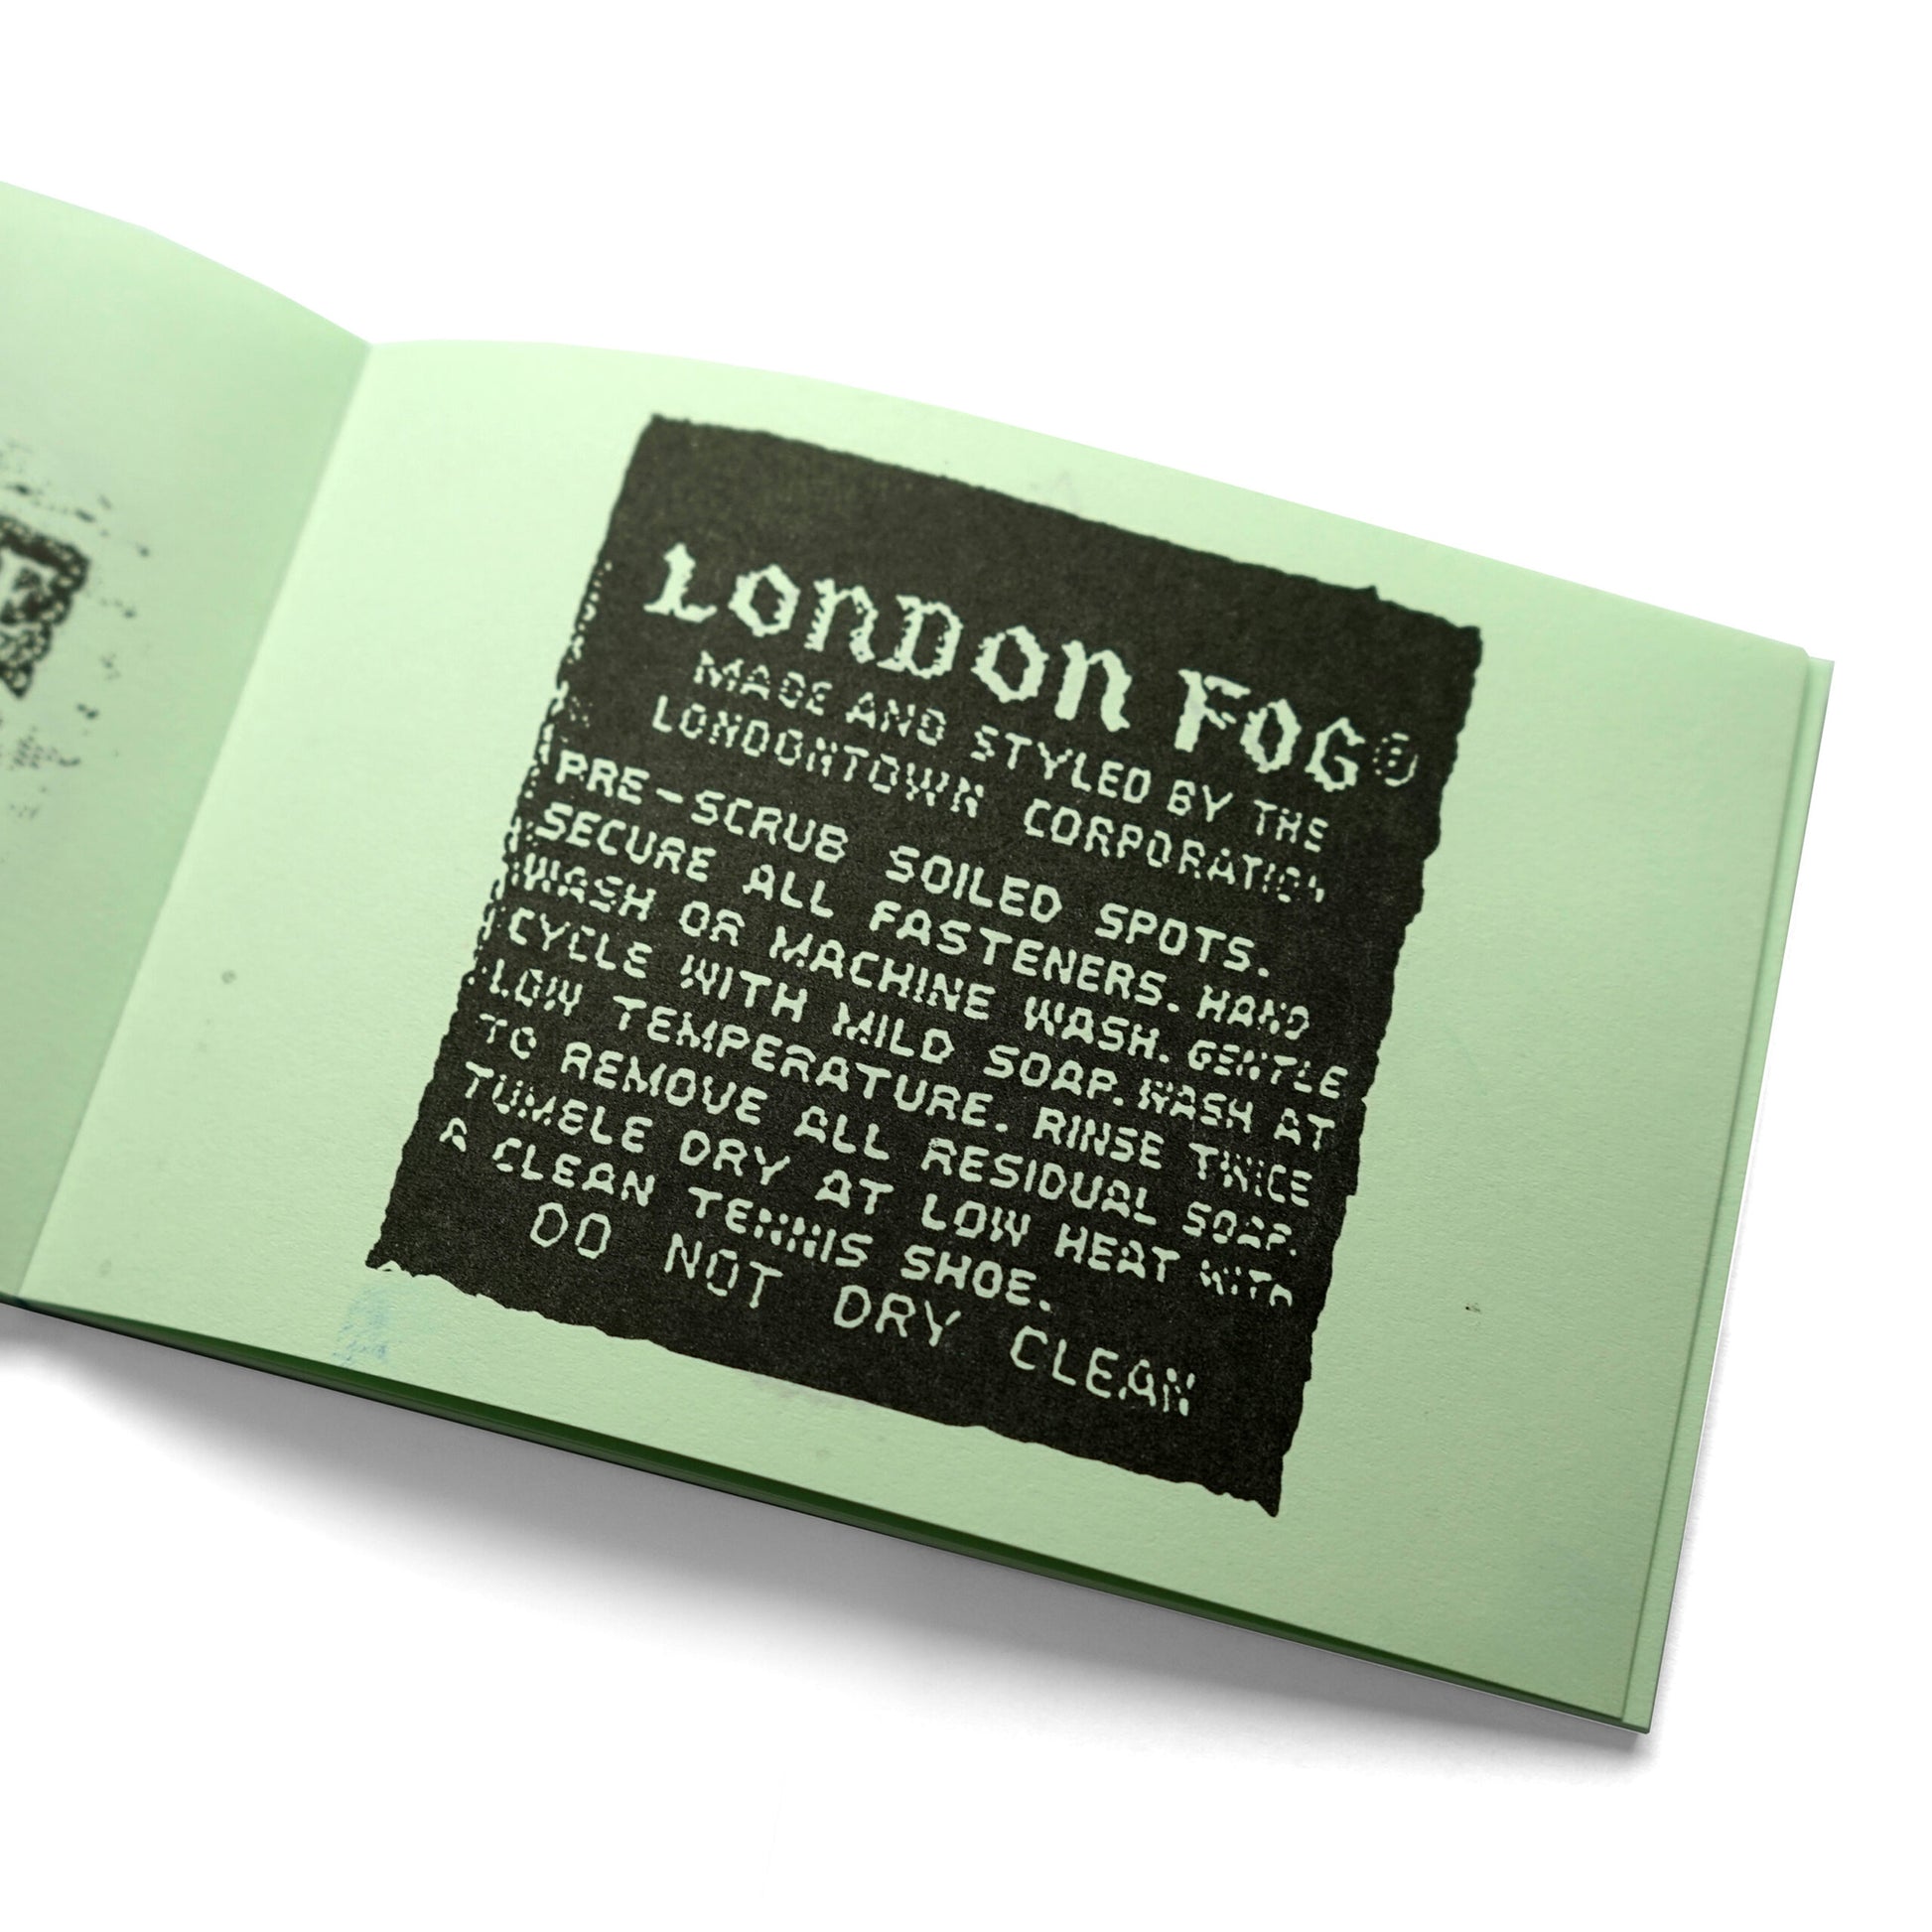 LONDON FOG®
MADE AND STYLED BY THE
LONDONTOWN CORPORATION
PRE-SCRUB SOILED SPOTS.
SECURE ALL FASTENERS. HAND
WASH OR MACHINE WASH. GENTLE
CYCLE WITH MILD SOAP. WASH AT
LOW TEMPERATURE. RINSE TWICE
TO REMOVE ALL RESIDUAL SOAP.
TUMBLE DRY AT LOW HEAT WITH
A CLEAN TENNIS SHOE.
DO NOT DRY CLEAN